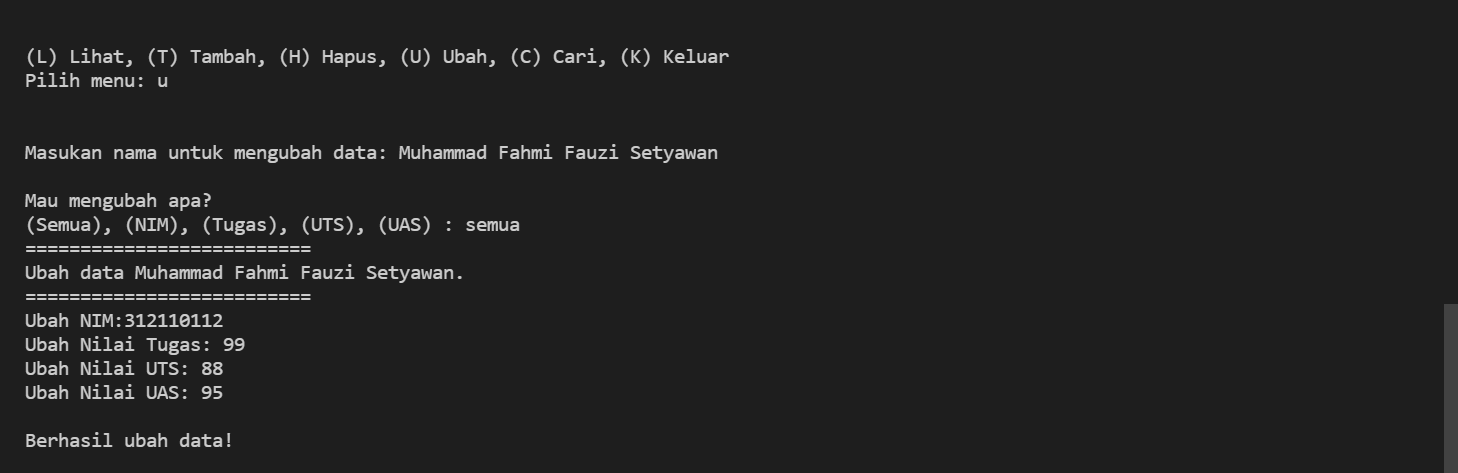 (L) Lihat, (T) Tambah, (H) Hapus, (U) Ubah, (C) Cari, (K) Keluar
Pilih menu: u
Masukan nama untuk mengubah data: Muhammad Fahmi Fauzi Setyawan
Mau mengubah apa?
(Semua), (NIM), (Tugas), (UTS), (UAS) : semua
==========================
Ubah data Muhammad Fahmi Fauzi Setyawan.
==========================
Ubah NIM:312110112
Ubah Nilai Tugas: 99
Ubah Nilai UTS: 88
Ubah Nilai UAS: 95
Berhasil ubah data!